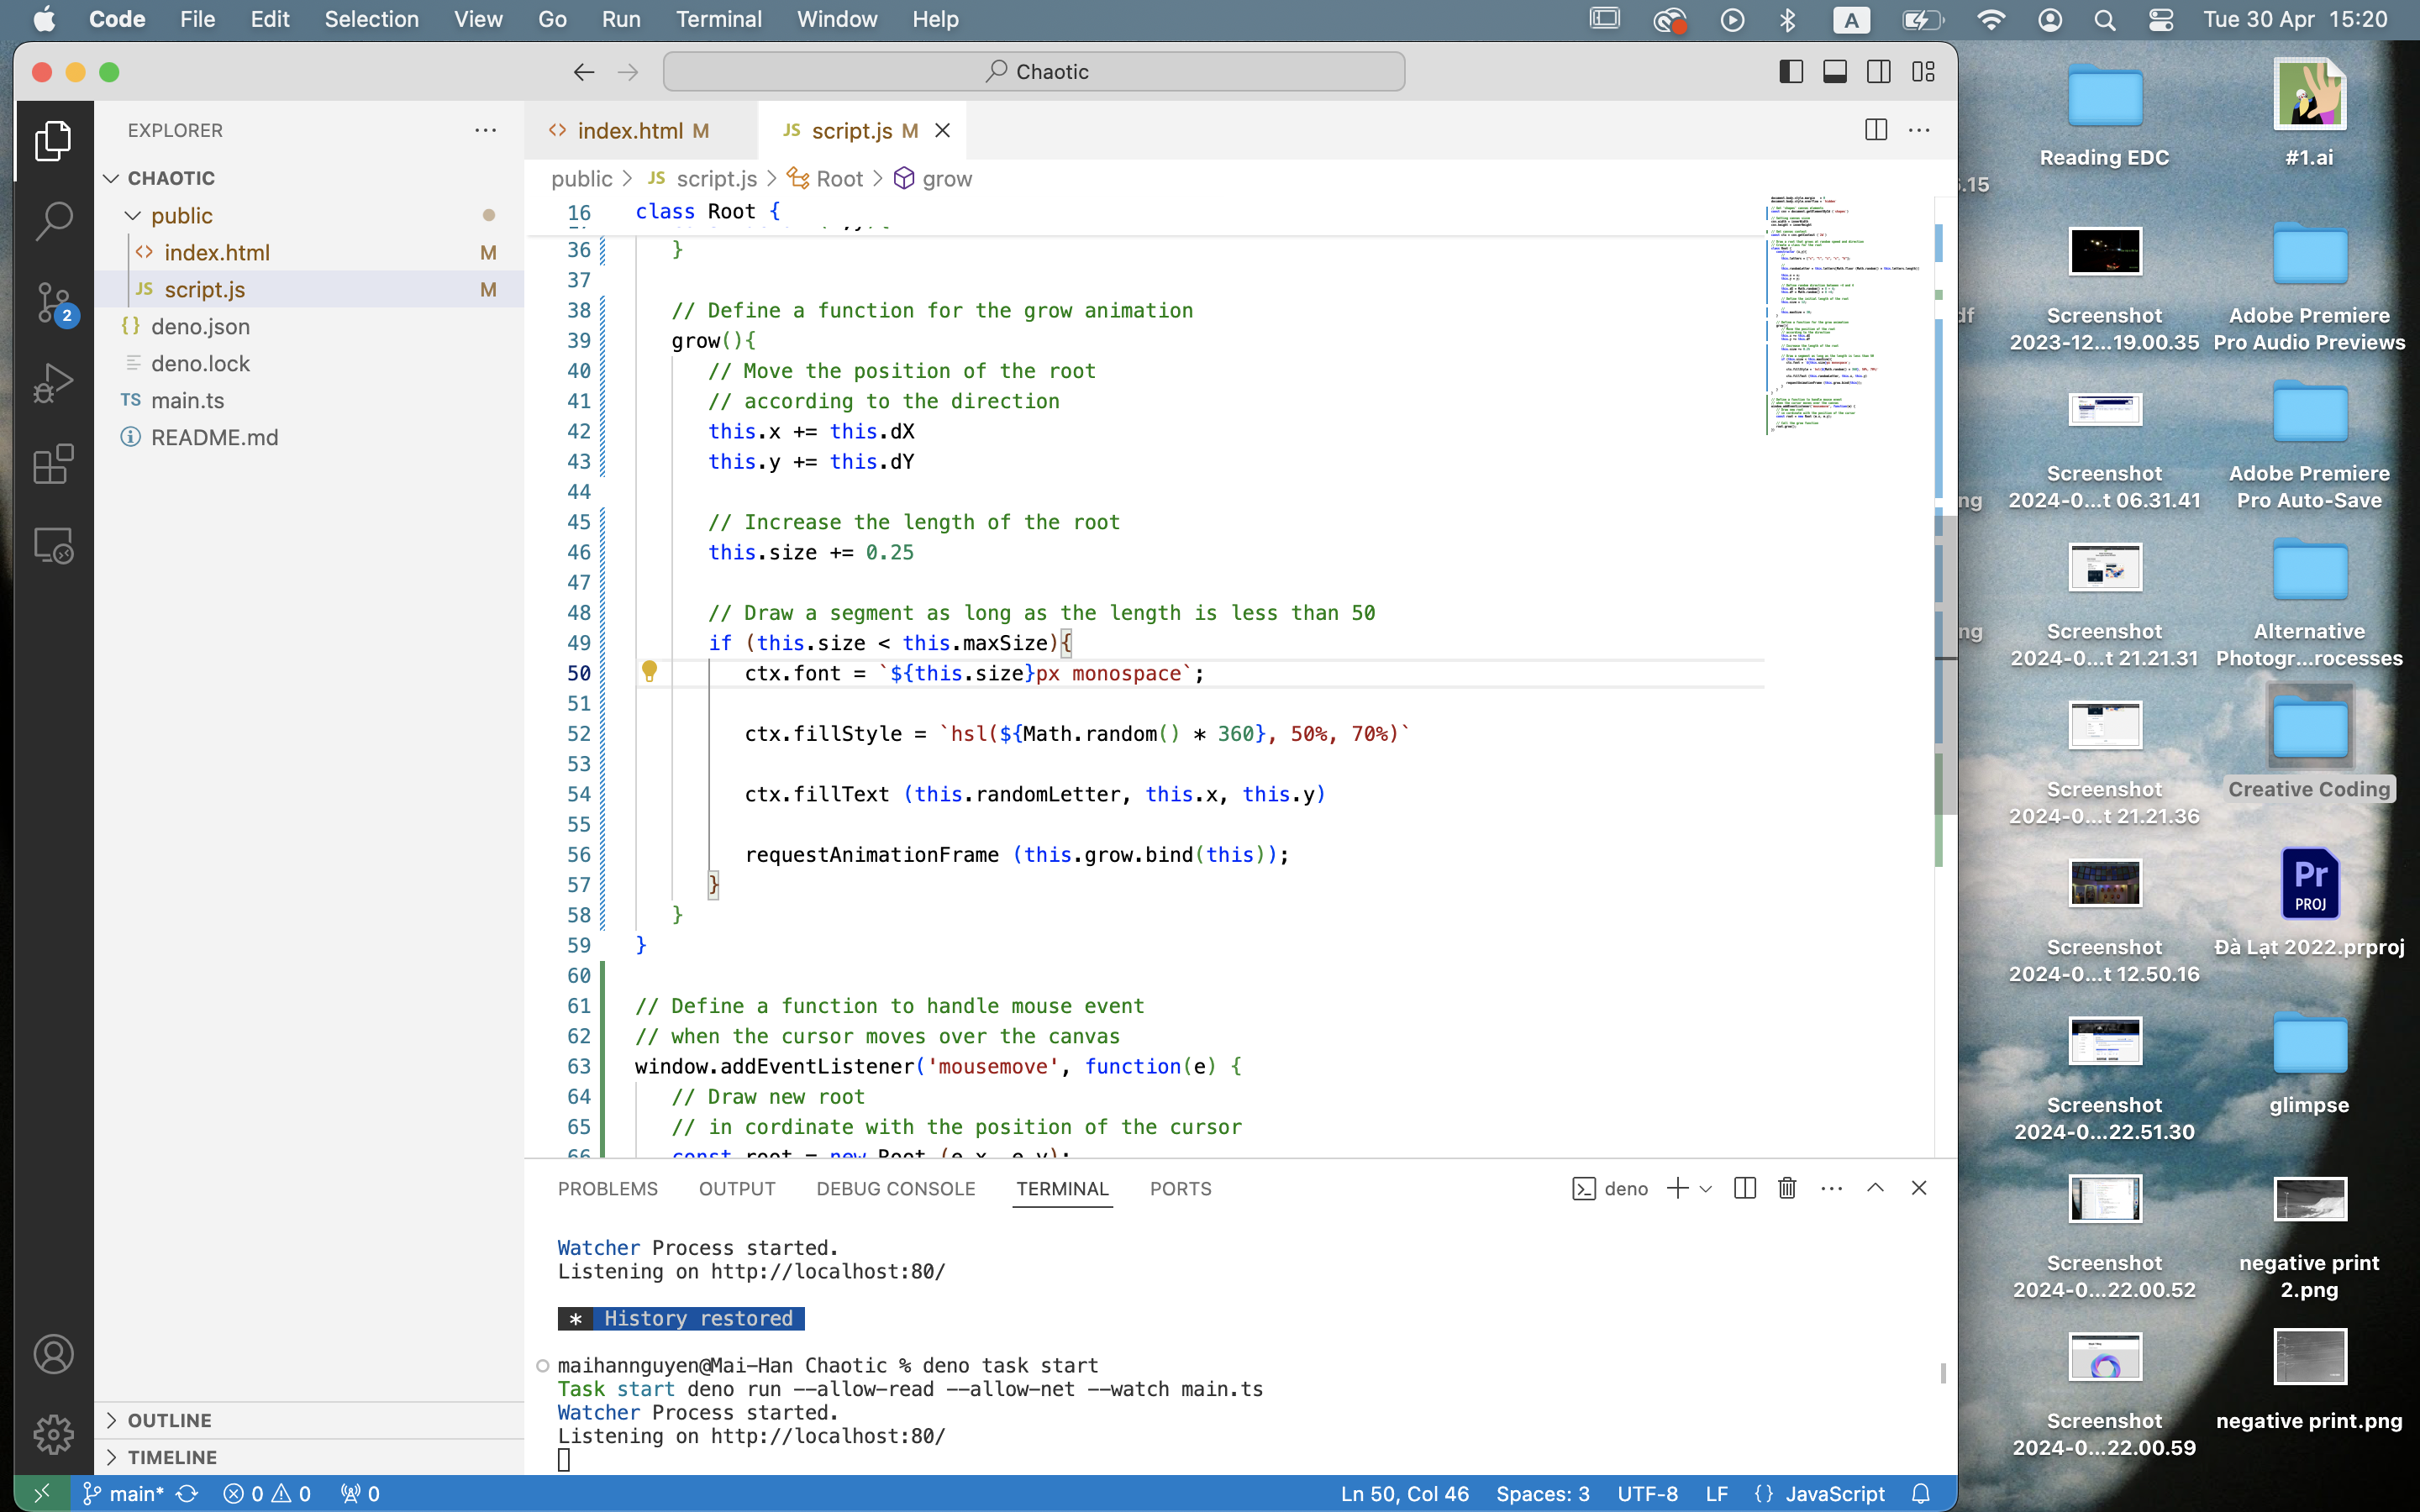 Code File Edit Selection View Go Run Terminal Window Help A Tue 30 Apr 15:20
Chaotic
EXPLORER
CHAOTIC
public
index.html M
JS script.js M
deno.json
deno.lock
TS main.ts
README.md
2
OUTLINE
TIMELINE
index.html M
JS script.js M
public > JS script.js > Root > grow
16 class Root {
36 }
37
38 // Define a function for the grow animation
39 grow(){
40 // Move the position of the root
41 // according to the direction
42 this.x += this.dX
43 this.y += this.dY
44
45 // Increase the length of the root
46 this.size += 0.25
47
48 // Draw a segment as long as the length is less than 50
49 if (this.size < this.maxSize){
50 ctx.font = `${this.size}px monospace`;
51
52 ctx.fillStyle = `hsl(${Math.random() * 360}, 50%, 70%)`
53
54 ctx.fillText (this.randomLetter, this.x, this.y)
55
56 requestAnimationFrame (this.grow.bind(this));
57 }
58 }
59 }
60
61 // Define a function to handle mouse event
62 // when the cursor moves over the canvas
63 window.addEventListener('mousemove', function(e) {
64 // Draw new root
65 // in cordinate with the position of the cursor
66 const root = new Root (e.x, e.y);
PROBLEMS OUTPUT DEBUG CONSOLE TERMINAL PORTS
deno
Watcher Process started.
Listening on http://localhost:80/
* History restored
maihannguyen@Mai-Han Chaotic % deno task start
Task start deno run --allow-read --allow-net --watch main.ts
Watcher Process started.
Listening on http://localhost:80/
main* 0 0 0
Ln 50, Col 46 Spaces: 3 UTF-8 LF {} JavaScript
Reading EDC
#1.ai
.15
Screenshot
2023-12...19.00.35
Adobe Premiere
Pro Audio Previews
df
Screenshot
2024-0...t 06.31.41
Adobe Premiere
Pro Auto-Save
ng
Screenshot
2024-0...t 21.21.31
Alternative
Photogr...rocesses
ng
Screenshot
2024-0...t 21.21.36
Creative Coding
Screenshot
2024-0...t 12.50.16
Pr
PROJ
Đà Lạt 2022.prproj
Screenshot
2024-0...22.51.30
glimpse
Screenshot
2024-0...22.00.52
negative print
2.png
Screenshot
2024-0...22.00.59
negative print.png